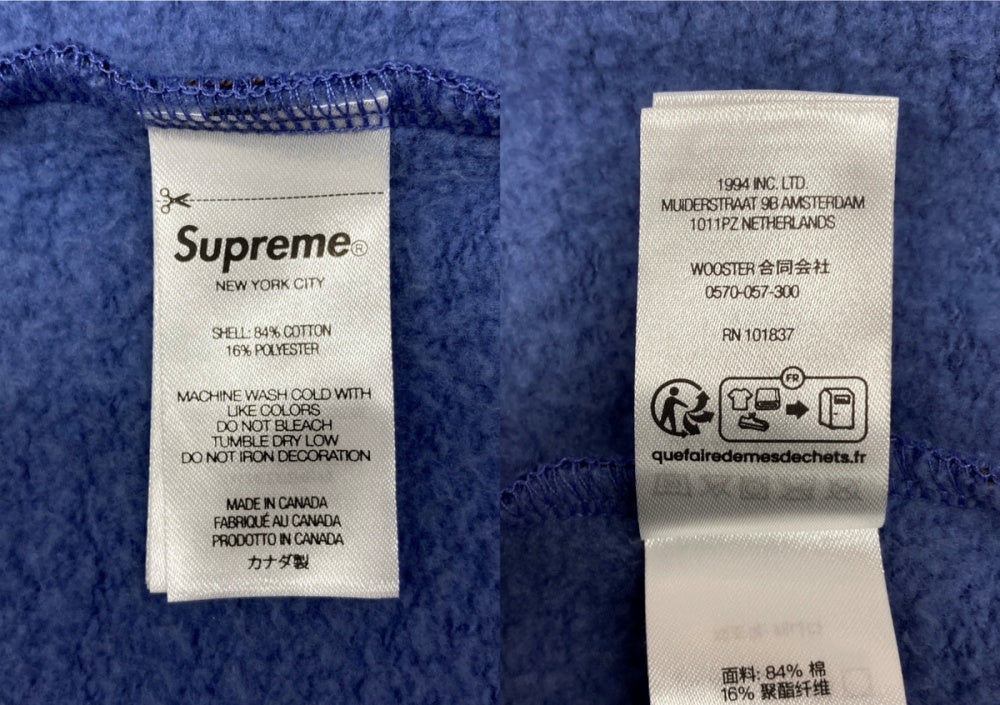 Supreme®
NEW YORK CITY
SHELL: 84% COTTON
16% POLYESTER
MACHINE WASH COLD WITH
LIKE COLORS
DO NOT BLEACH
TUMBLE DRY LOW
DO NOT IRON DECORATION
MADE IN CANADA
FABRIQUÉ AU CANADA
PRODOTTO IN CANADA
カナダ製
1994 INC. LTD.
MUIDERSTRAAT 9B AMSTERDAM
1011PZ NETHERLANDS
WOOSTER 合同会社
0570-057-300
RN 101837
FR
quefairedemesdechets.fr
面料: 84% 棉
16% 聚酯纤维